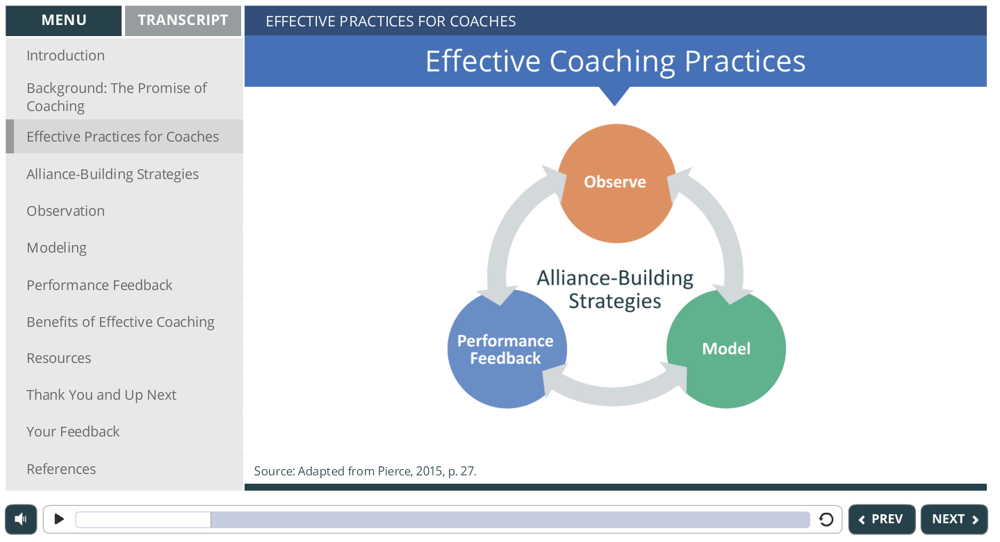 MENU
TRANSCRIPT
EFFECTIVE PRACTICES FOR COACHES
Introduction
Background: The Promise of
Coaching
Effective Practices for Coaches
Alliance-Building Strategies
Observation
Modeling
Performance Feedback
Benefits of Effective Coaching
Resources
Thank You and Up Next
Your Feedback
References
Effective Coaching Practices
Observe
Alliance-Building
Strategies
Performance
Feedback
Model
Source: Adapted from Pierce, 2015, p. 27.
PREV
NEXT